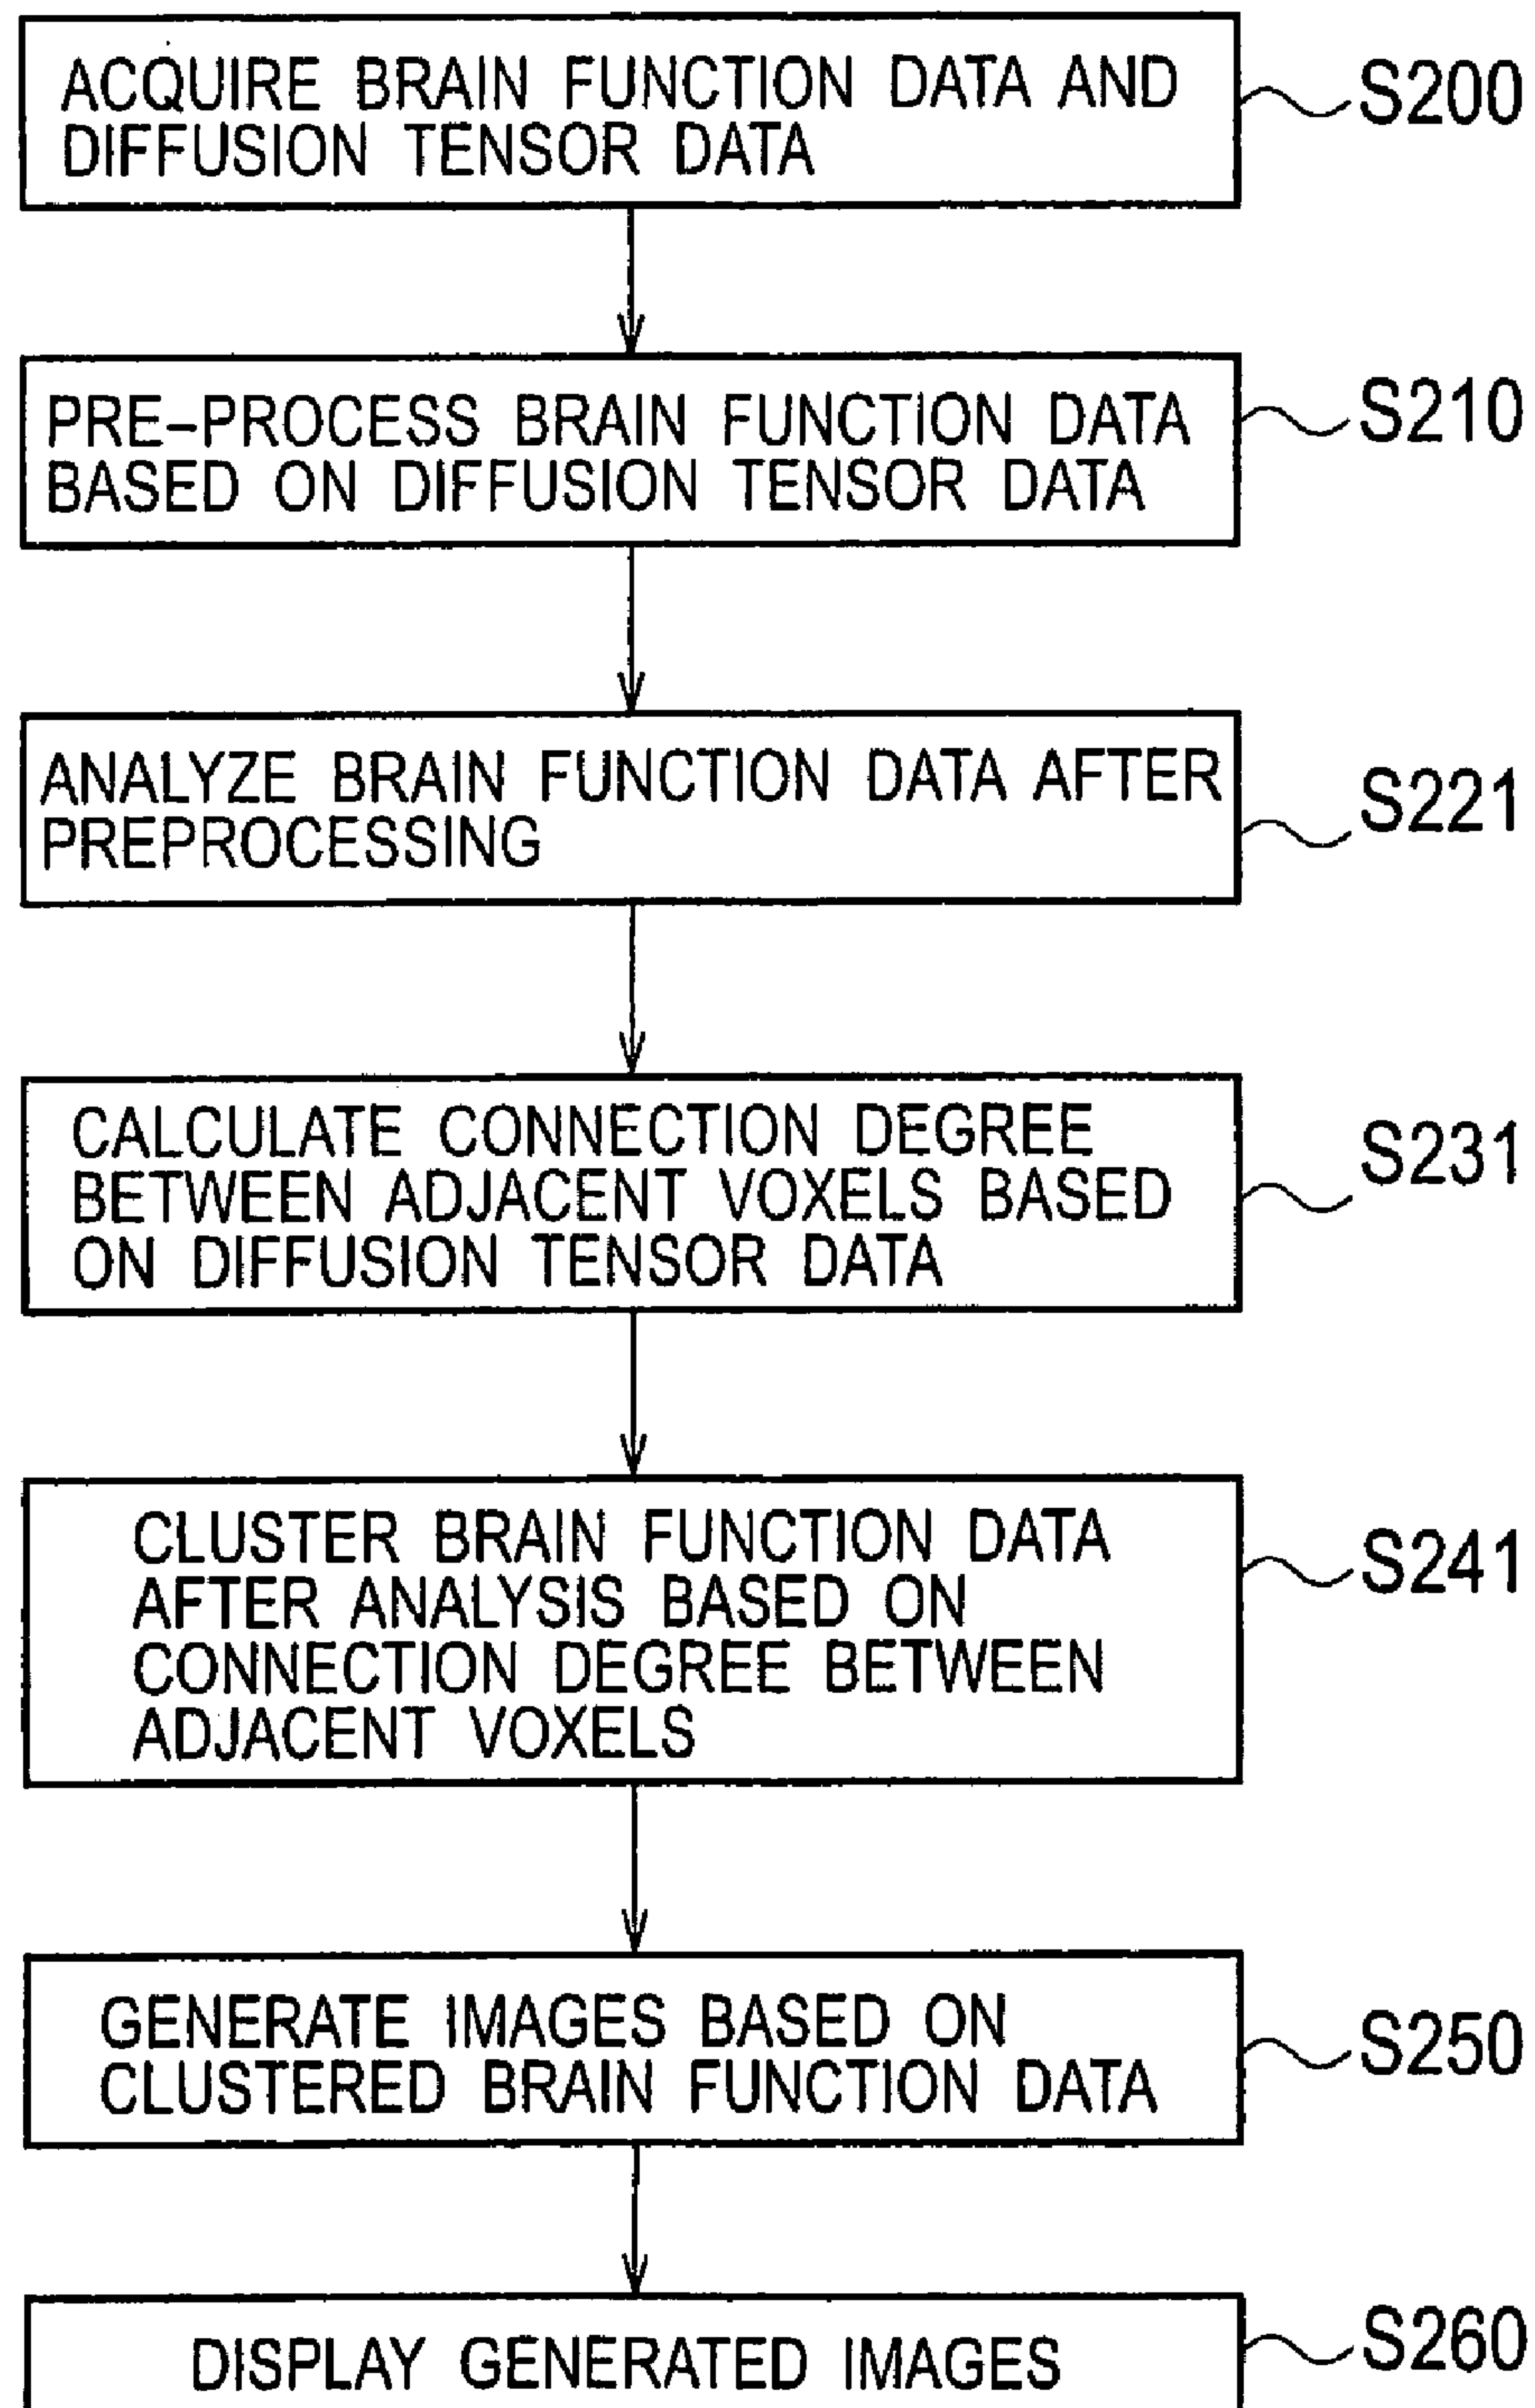 ACQUIRE BRAIN FUNCTION DATA AND
DIFFUSION TENSOR DATA
S200
PRE-PROCESS BRAIN FUNCTION DATA
BASED ON DIFFUSION TENSOR DATA
S210
ANALYZE BRAIN FUNCTION DATA AFTER
PREPROCESSING
S221
CALCULATE CONNECTION DEGREE
BETWEEN ADJACENT VOXELS BASED
ON DIFFUSION TENSOR DATA
S231
CLUSTER BRAIN FUNCTION DATA
AFTER ANALYSIS BASED ON
CONNECTION DEGREE BETWEEN
ADJACENT VOXELS
S241
GENERATE IMAGES BASED ON
CLUSTERED BRAIN FUNCTION DATA
S250
DISPLAY GENERATED IMAGES
S260